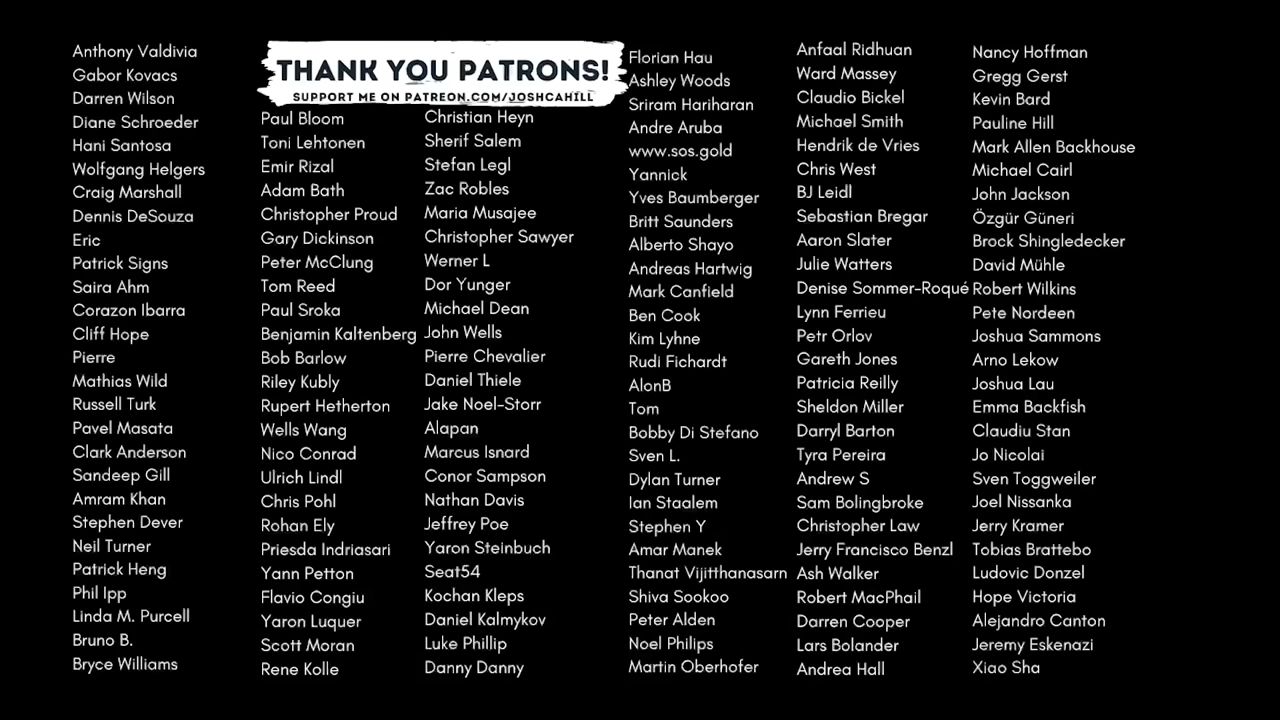 Anthony Valdivia
Gabor Kovacs
Darren Wilson
Diane Schroeder
Hani Santosa
Wolfgang Helgers
Craig Marshall
Dennis DeSouza
Eric
Patrick Signs
Saira Ahm
Corazon Ibarra
Cliff Hope
Pierre
Mathias Wild
Russell Turk
Pavel Masata
Clark Anderson
Sandeep Gill
Amram Khan
Stephen Dever
Neil Turner
Patrick Heng
Phil Ipp
Linda M. Purcell
Bruno B.
Bryce Williams
THANK YOU PATRONS!
SUPPORT ME ON PATREON.COM/JOSHCAHILL
Paul Bloom
Toni Lehtonen
Emir Rizal
Adam Bath
Christopher Proud
Gary Dickinson
Peter McClung
Tom Reed
Paul Sroka
Benjamin Kaltenberg
Bob Barlow
Riley Kubly
Rupert Hetherton
Wells Wang
Nico Conrad
Ulrich Lindl
Chris Pohl
Rohan Ely
Priesda Indriasari
Yann Petton
Flavio Congiu
Yaron Luquer
Scott Moran
Rene Kolle
Christian Heyn
Sherif Salem
Stefan Legl
Zac Robles
Maria Musajee
Christopher Sawyer
Werner L
Dor Yunger
Michael Dean
John Wells
Pierre Chevalier
Daniel Thiele
Jake Noel-Storr
Alapan
Marcus Isnard
Conor Sampson
Nathan Davis
Jeffrey Poe
Yaron Steinbuch
Seat54
Kochan Kleps
Daniel Kalmykov
Luke Phillip
Danny Danny
Florian Hau
Ashley Woods
Sriram Hariharan
Andre Aruba
www.sos.gold
Yannick
Yves Baumberger
Britt Saunders
Alberto Shayo
Andreas Hartwig
Mark Canfield
Ben Cook
Kim Lyhne
Rudi Fichardt
AlonB
Tom
Bobby Di Stefano
Sven L.
Dylan Turner
Ian Staalem
Stephen Y
Amar Manek
Thanat Vijitthanasarn
Shiva Sookoo
Peter Alden
Noel Philips
Martin Oberhofer
Anfaal Ridhuan
Ward Massey
Claudio Bickel
Michael Smith
Hendrik de Vries
Chris West
BJ Leidl
Sebastian Bregar
Aaron Slater
Julie Watters
Denise Sommer-Roqué
Lynn Ferrieu
Petr Orlov
Gareth Jones
Patricia Reilly
Sheldon Miller
Darryl Barton
Tyra Pereira
Andrew S
Sam Bolingbroke
Christopher Law
Jerry Francisco Benzl
Ash Walker
Robert MacPhail
Darren Cooper
Lars Bolander
Andrea Hall
Nancy Hoffman
Gregg Gerst
Kevin Bard
Pauline Hill
Mark Allen Backhouse
Michael Cairl
John Jackson
Özgür Güneri
Brock Shingledecker
David Mühle
Robert Wilkins
Pete Nordeen
Joshua Sammons
Arno Lekow
Joshua Lau
Emma Backfish
Claudiu Stan
Jo Nicolai
Sven Toggweiler
Joel Nissanka
Jerry Kramer
Tobias Brattebo
Ludovic Donzel
Hope Victoria
Alejandro Canton
Jeremy Eskenazi
Xiao Sha